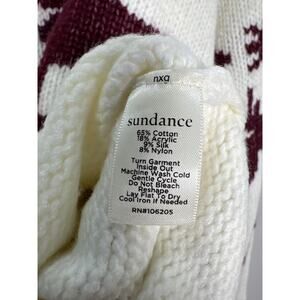 nxg
sundance
65% Cotton
18% Acrylic
9% Silk
8% Nylon
Turn Garment
Inside Out
Machine Wash Cold
Gentle Cycle
Do Not Bleach
Reshape
Lay Flat To Dry
Cool Iron If Needed
RN#106205